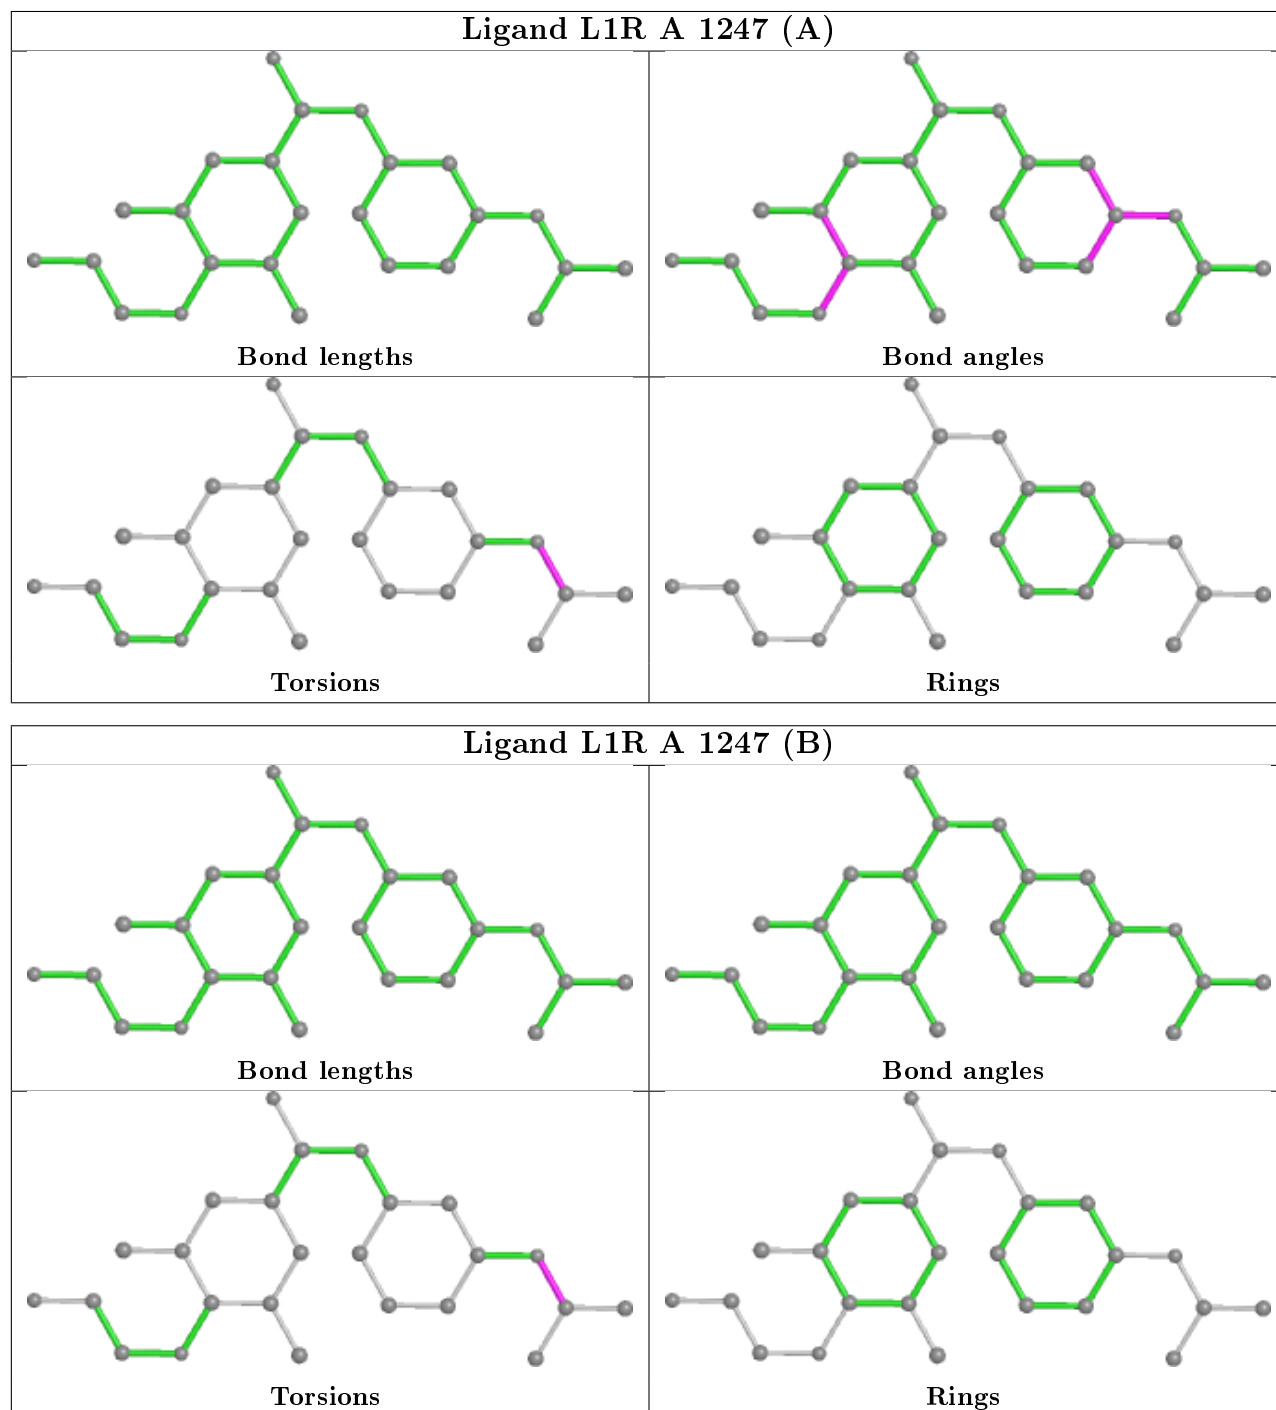 Ligand L1R A 1247 (A)
Bond lengths
Bond angles
Torsions
Rings
Ligand L1R A 1247 (B)
Bond lengths
Bond angles
Torsions
Rings